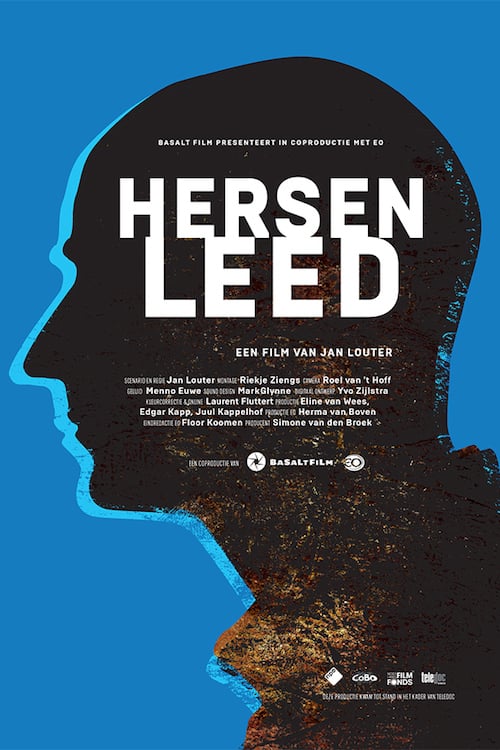 BASALT FILM PRESENTEERT IN COPRODUCTIE MET EO
HERSEN
LEED
EEN FILM VAN JAN LOUTER
SCENARIO EN REGIE Jan Louter MONTAGE Riekje Ziengs CAMERA Roel van 't Hoff
GELUID Menno Euwe SOUND DESIGN MarkGlynne DIGITAAL ONTWERP Yvo Zijlstra
KLEURCORRECTIE & ONLINE Laurent Fluttert PRODUCTIE Eline van Wees,
Edgar Kapp, Juul Kappelhof PRODUCTIE EO Herma van Boven
EINDREDACTIE EO Floor Koomen PRODUCENT Simone van den Broek
EEN COPRODUCTIE VAN BASALTFILM EO
CoBO FILM FONDS teledoc
DEZE PRODUCTIE KWAM TOT STAND IN HET KADER VAN TELEDOC